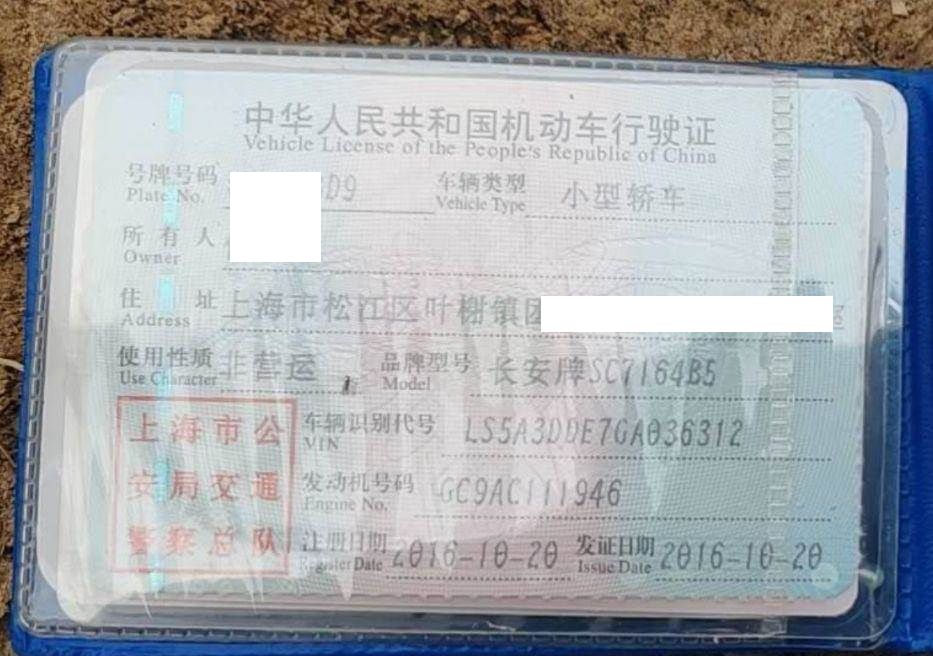 中华人民共和国机动车行驶证
Vehicle License of the People's Republic of China
号牌号码 D9 车辆类型 小型轿车
Plate No. Vehicle Type
所有人
Owner
住址 上海市松江区叶榭镇
Address
使用性质 非营运 品牌型号 长安牌SC7164B5
Use Character Model
上海市公 车辆识别代号 LS5A3DDE7GA036312
VIN
安局交通 发动机号码 GC9AC111946
Engine No.
警察总队 注册日期 2016-10-20 发证日期 2016-10-20
Register Date Issue Date